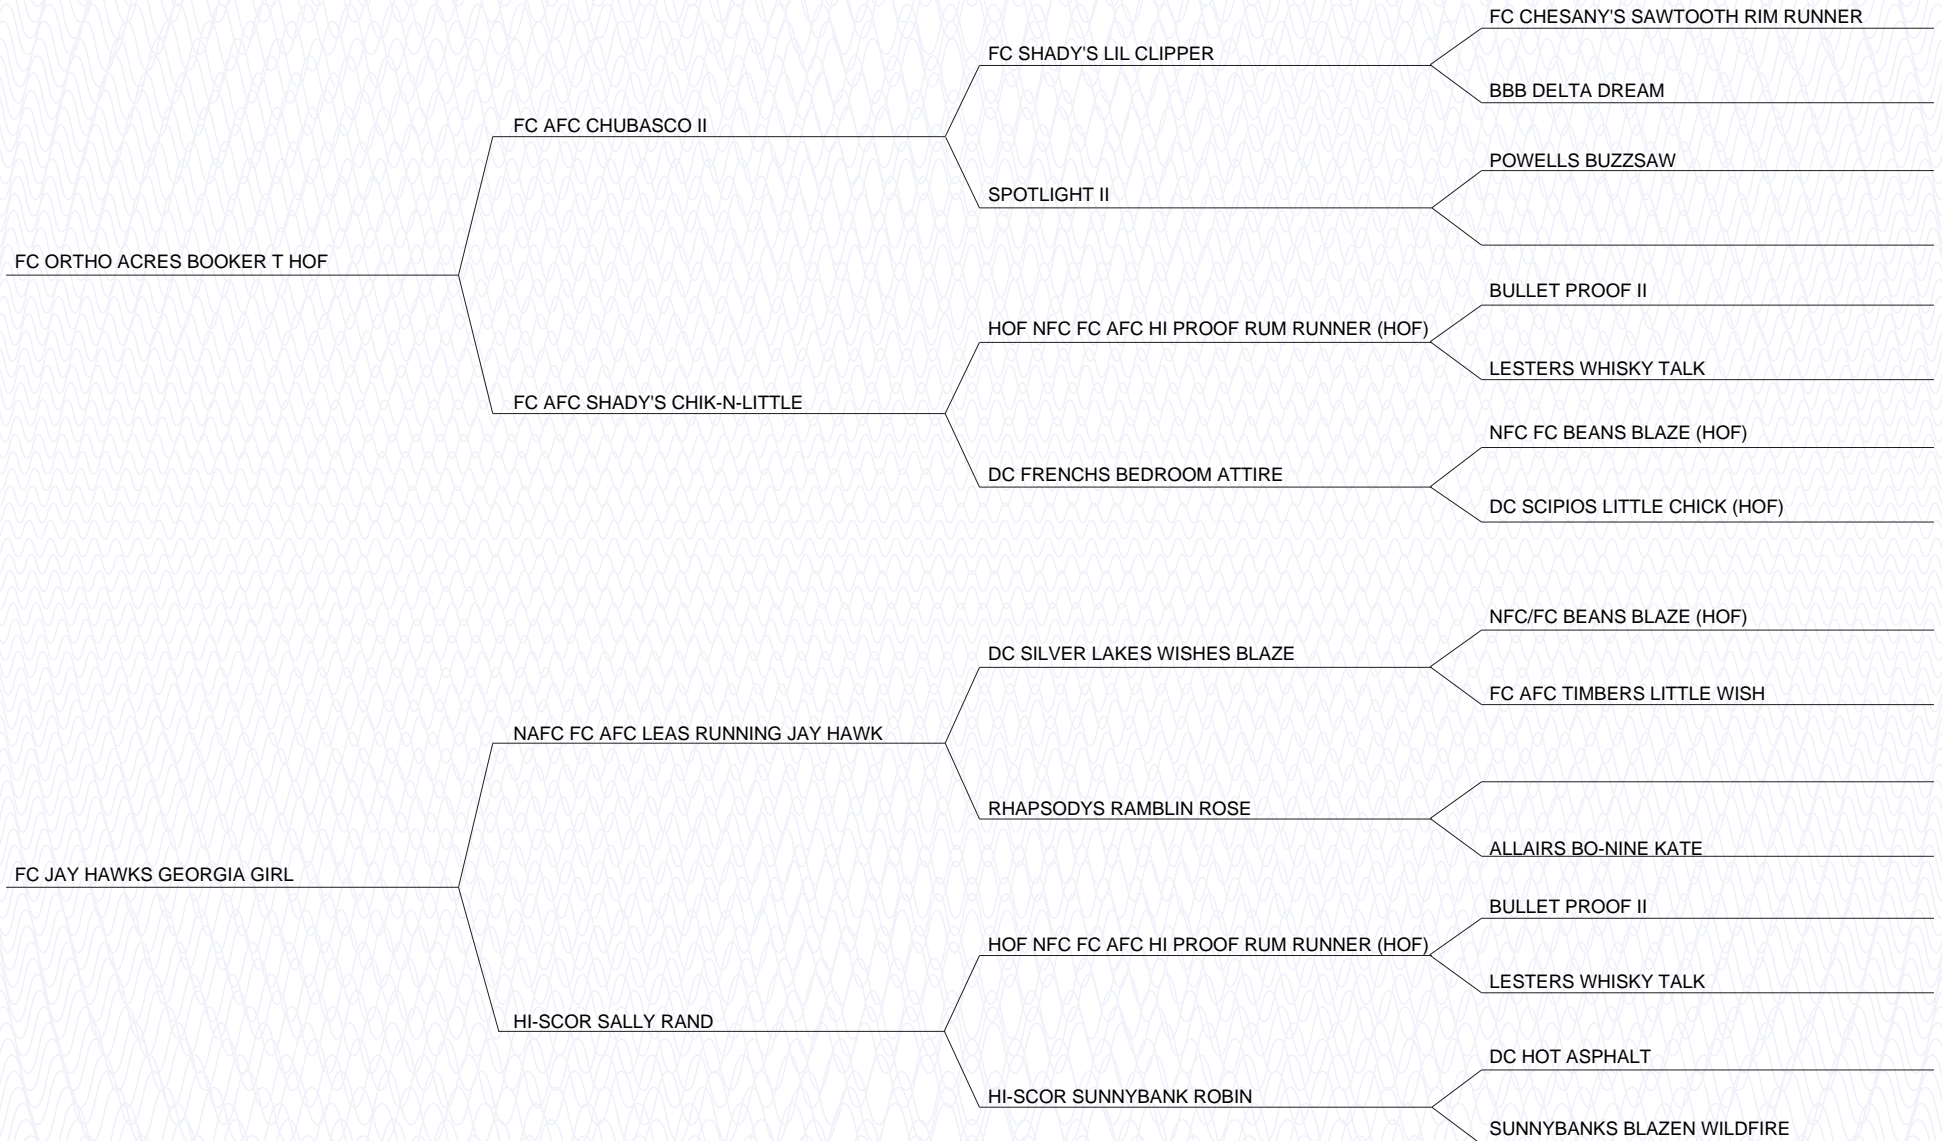 FC CHESANY'S SAWTOOTH RIM RUNNER
FC SHADY'S LIL CLIPPER
BBB DELTA DREAM
FC AFC CHUBASCO II
POWELLS BUZZSAW
SPOTLIGHT II
FC ORTHO ACRES BOOKER T HOF
BULLET PROOF II
HOF NFC FC AFC HI PROOF RUM RUNNER (HOF)
LESTERS WHISKY TALK
FC AFC SHADY'S CHIK-N-LITTLE
NFC FC BEANS BLAZE (HOF)
DC FRENCHS BEDROOM ATTIRE
DC SCIPIOS LITTLE CHICK (HOF)
NFC/FC BEANS BLAZE (HOF)
DC SILVER LAKES WISHES BLAZE
FC AFC TIMBERS LITTLE WISH
NAFC FC AFC LEAS RUNNING JAY HAWK
RHAPSODYS RAMBLIN ROSE
ALLAIRS BO-NINE KATE
FC JAY HAWKS GEORGIA GIRL
BULLET PROOF II
HOF NFC FC AFC HI PROOF RUM RUNNER (HOF)
LESTERS WHISKY TALK
HI-SCOR SALLY RAND
DC HOT ASPHALT
HI-SCOR SUNNYBANK ROBIN
SUNNYBANKS BLAZEN WILDFIRE